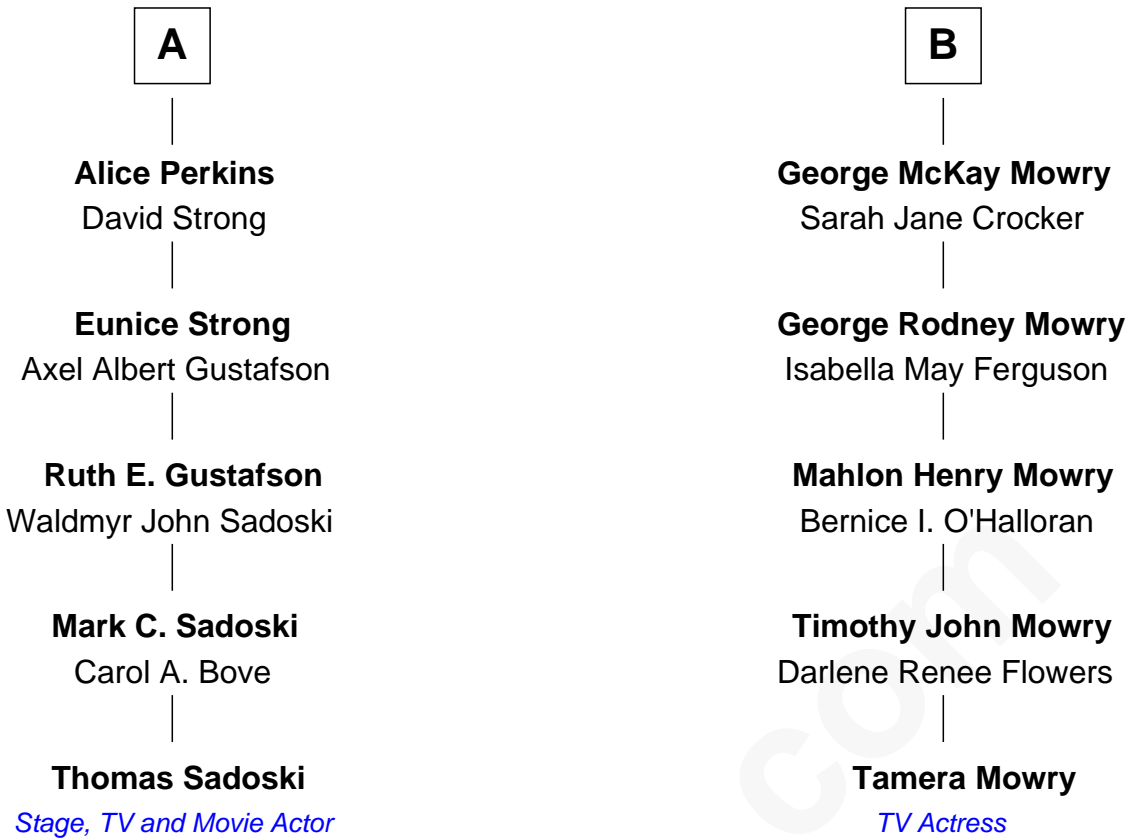 A
Alice Perkins
David Strong
Eunice Strong
Axel Albert Gustafson
Ruth E. Gustafson
Waldmyr John Sadoski
Mark C. Sadoski
Carol A. Bove
Thomas Sadoski
Stage, TV and Movie Actor
B
George McKay Mowry
Sarah Jane Crocker
George Rodney Mowry
Isabella May Ferguson
Mahlon Henry Mowry
Bernice I. O'Halloran
Timothy John Mowry
Darlene Renee Flowers
Tamera Mowry
TV Actress
com